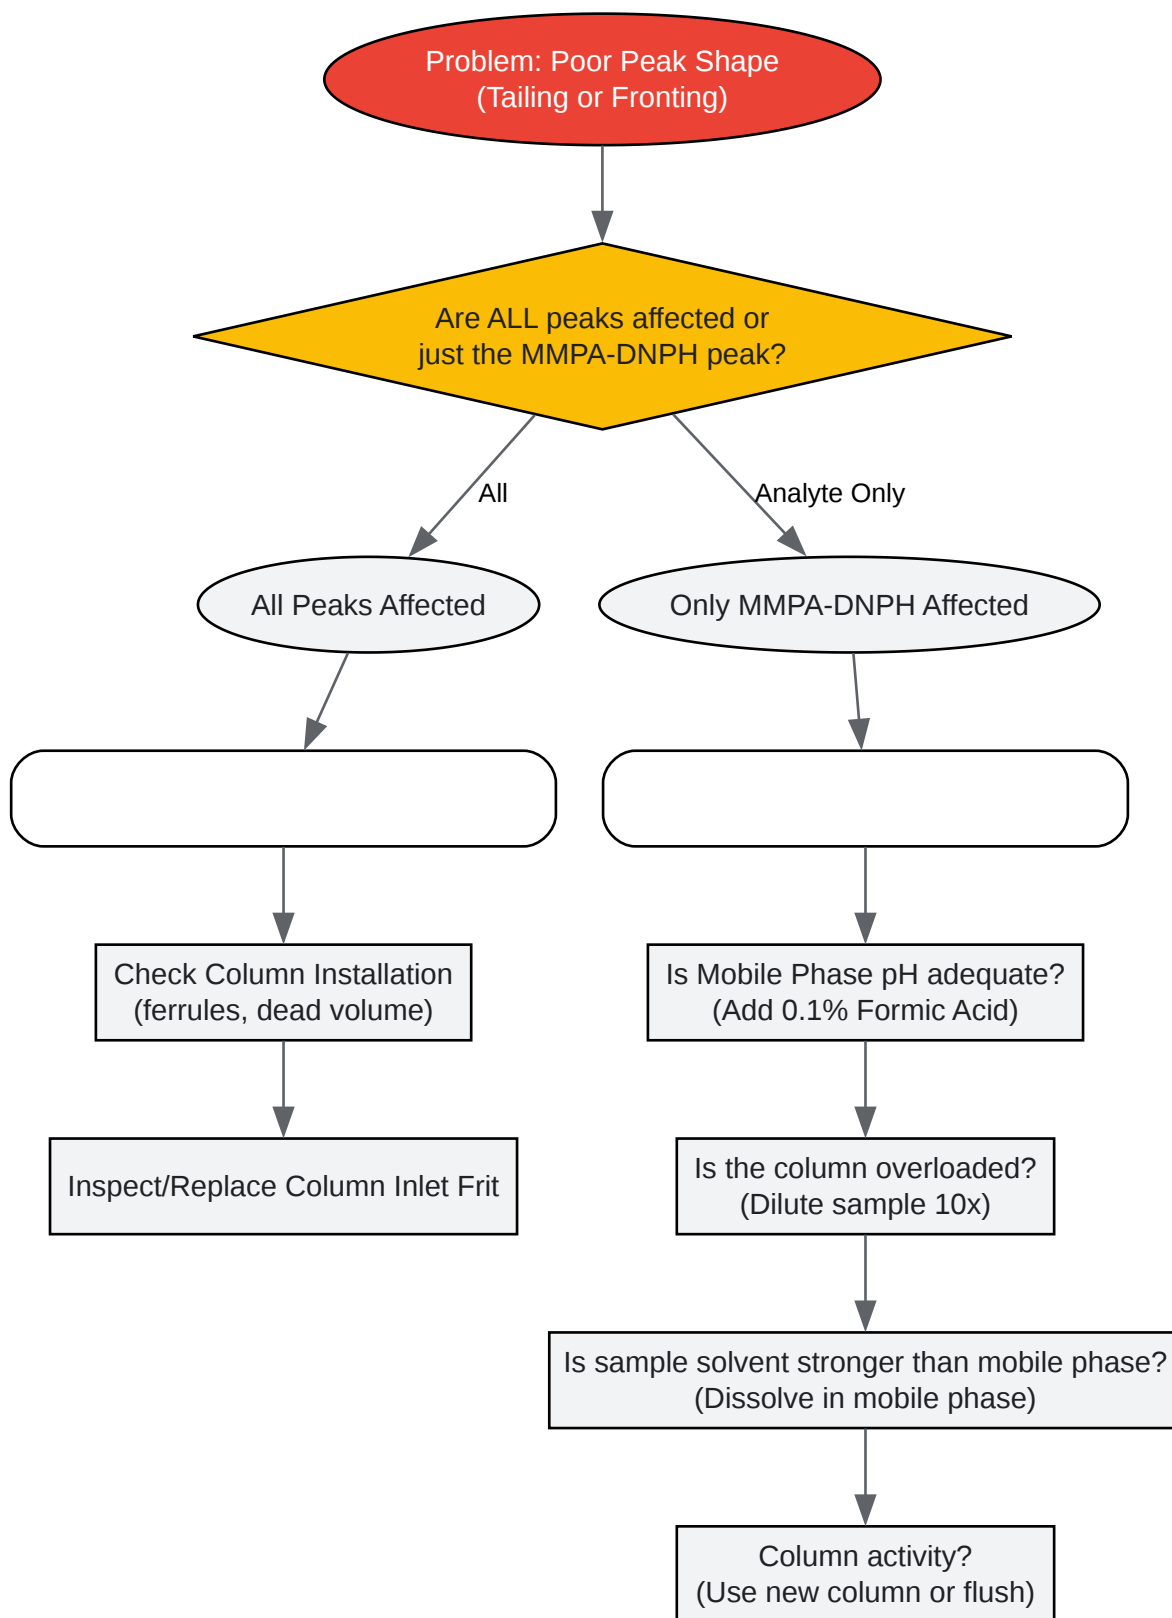 Problem: Poor Peak Shape
(Tailing or Fronting)
Are ALL peaks affected or
just the MMPA-DNPH peak?
All
Analyte Only
All Peaks Affected
Only MMPA-DNPH Affected
Check Column Installation
(ferrules, dead volume)
Is Mobile Phase pH adequate?
(Add 0.1% Formic Acid)
Inspect/Replace Column Inlet Frit
Is the column overloaded?
(Dilute sample 10x)
Is sample solvent stronger than mobile phase?
(Dissolve in mobile phase)
Column activity?
(Use new column or flush)